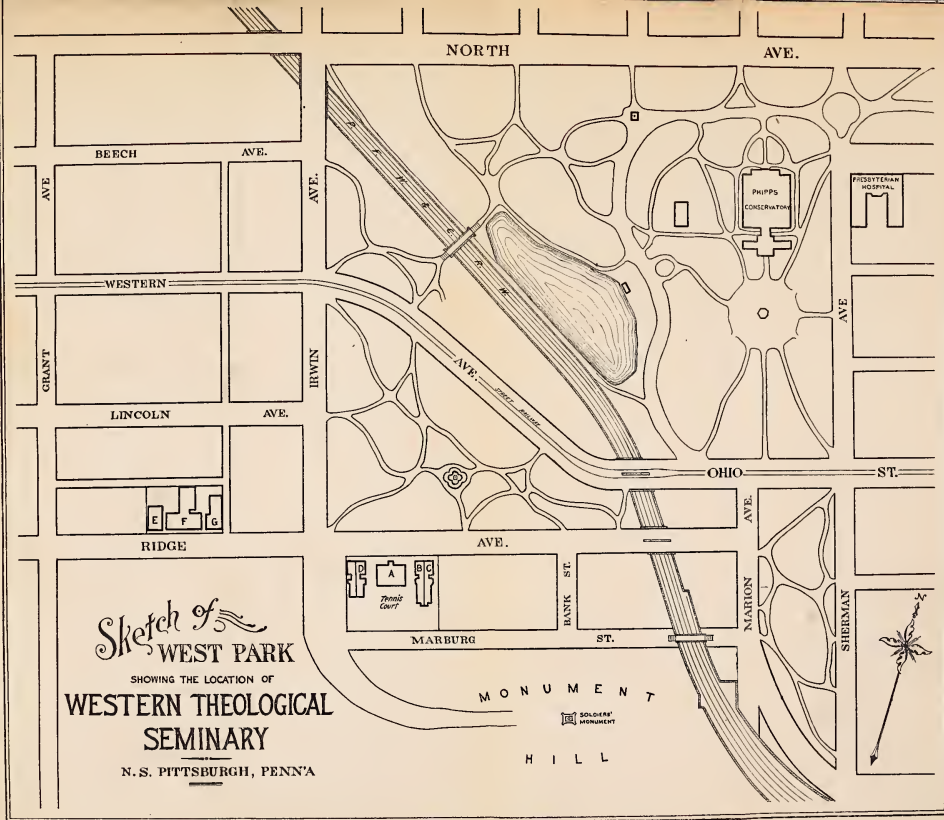 NORTH AVE.
BEECH AVE.
AVE
AVE.
P. F. W. & C. R. W.
PHIPPS
CONSERVATORY
PRESBYTERIAN
HOSPITAL
WESTERN AVE.
STREET RAILWAY
GRANT
IRWIN
AVE
LINCOLN AVE.
OHIO ST.
E F G
AVE.
RIDGE AVE.
D A B C
Tennis
Court
BANK ST.
MARION
SHERMAN
N
MARBURG ST.
Sketch of
WEST PARK
SHOWING THE LOCATION OF
WESTERN THEOLOGICAL
SEMINARY
N. S. PITTSBURGH, PENN'A
MONUMENT
SOLDIERS'
MONUMENT
HILL